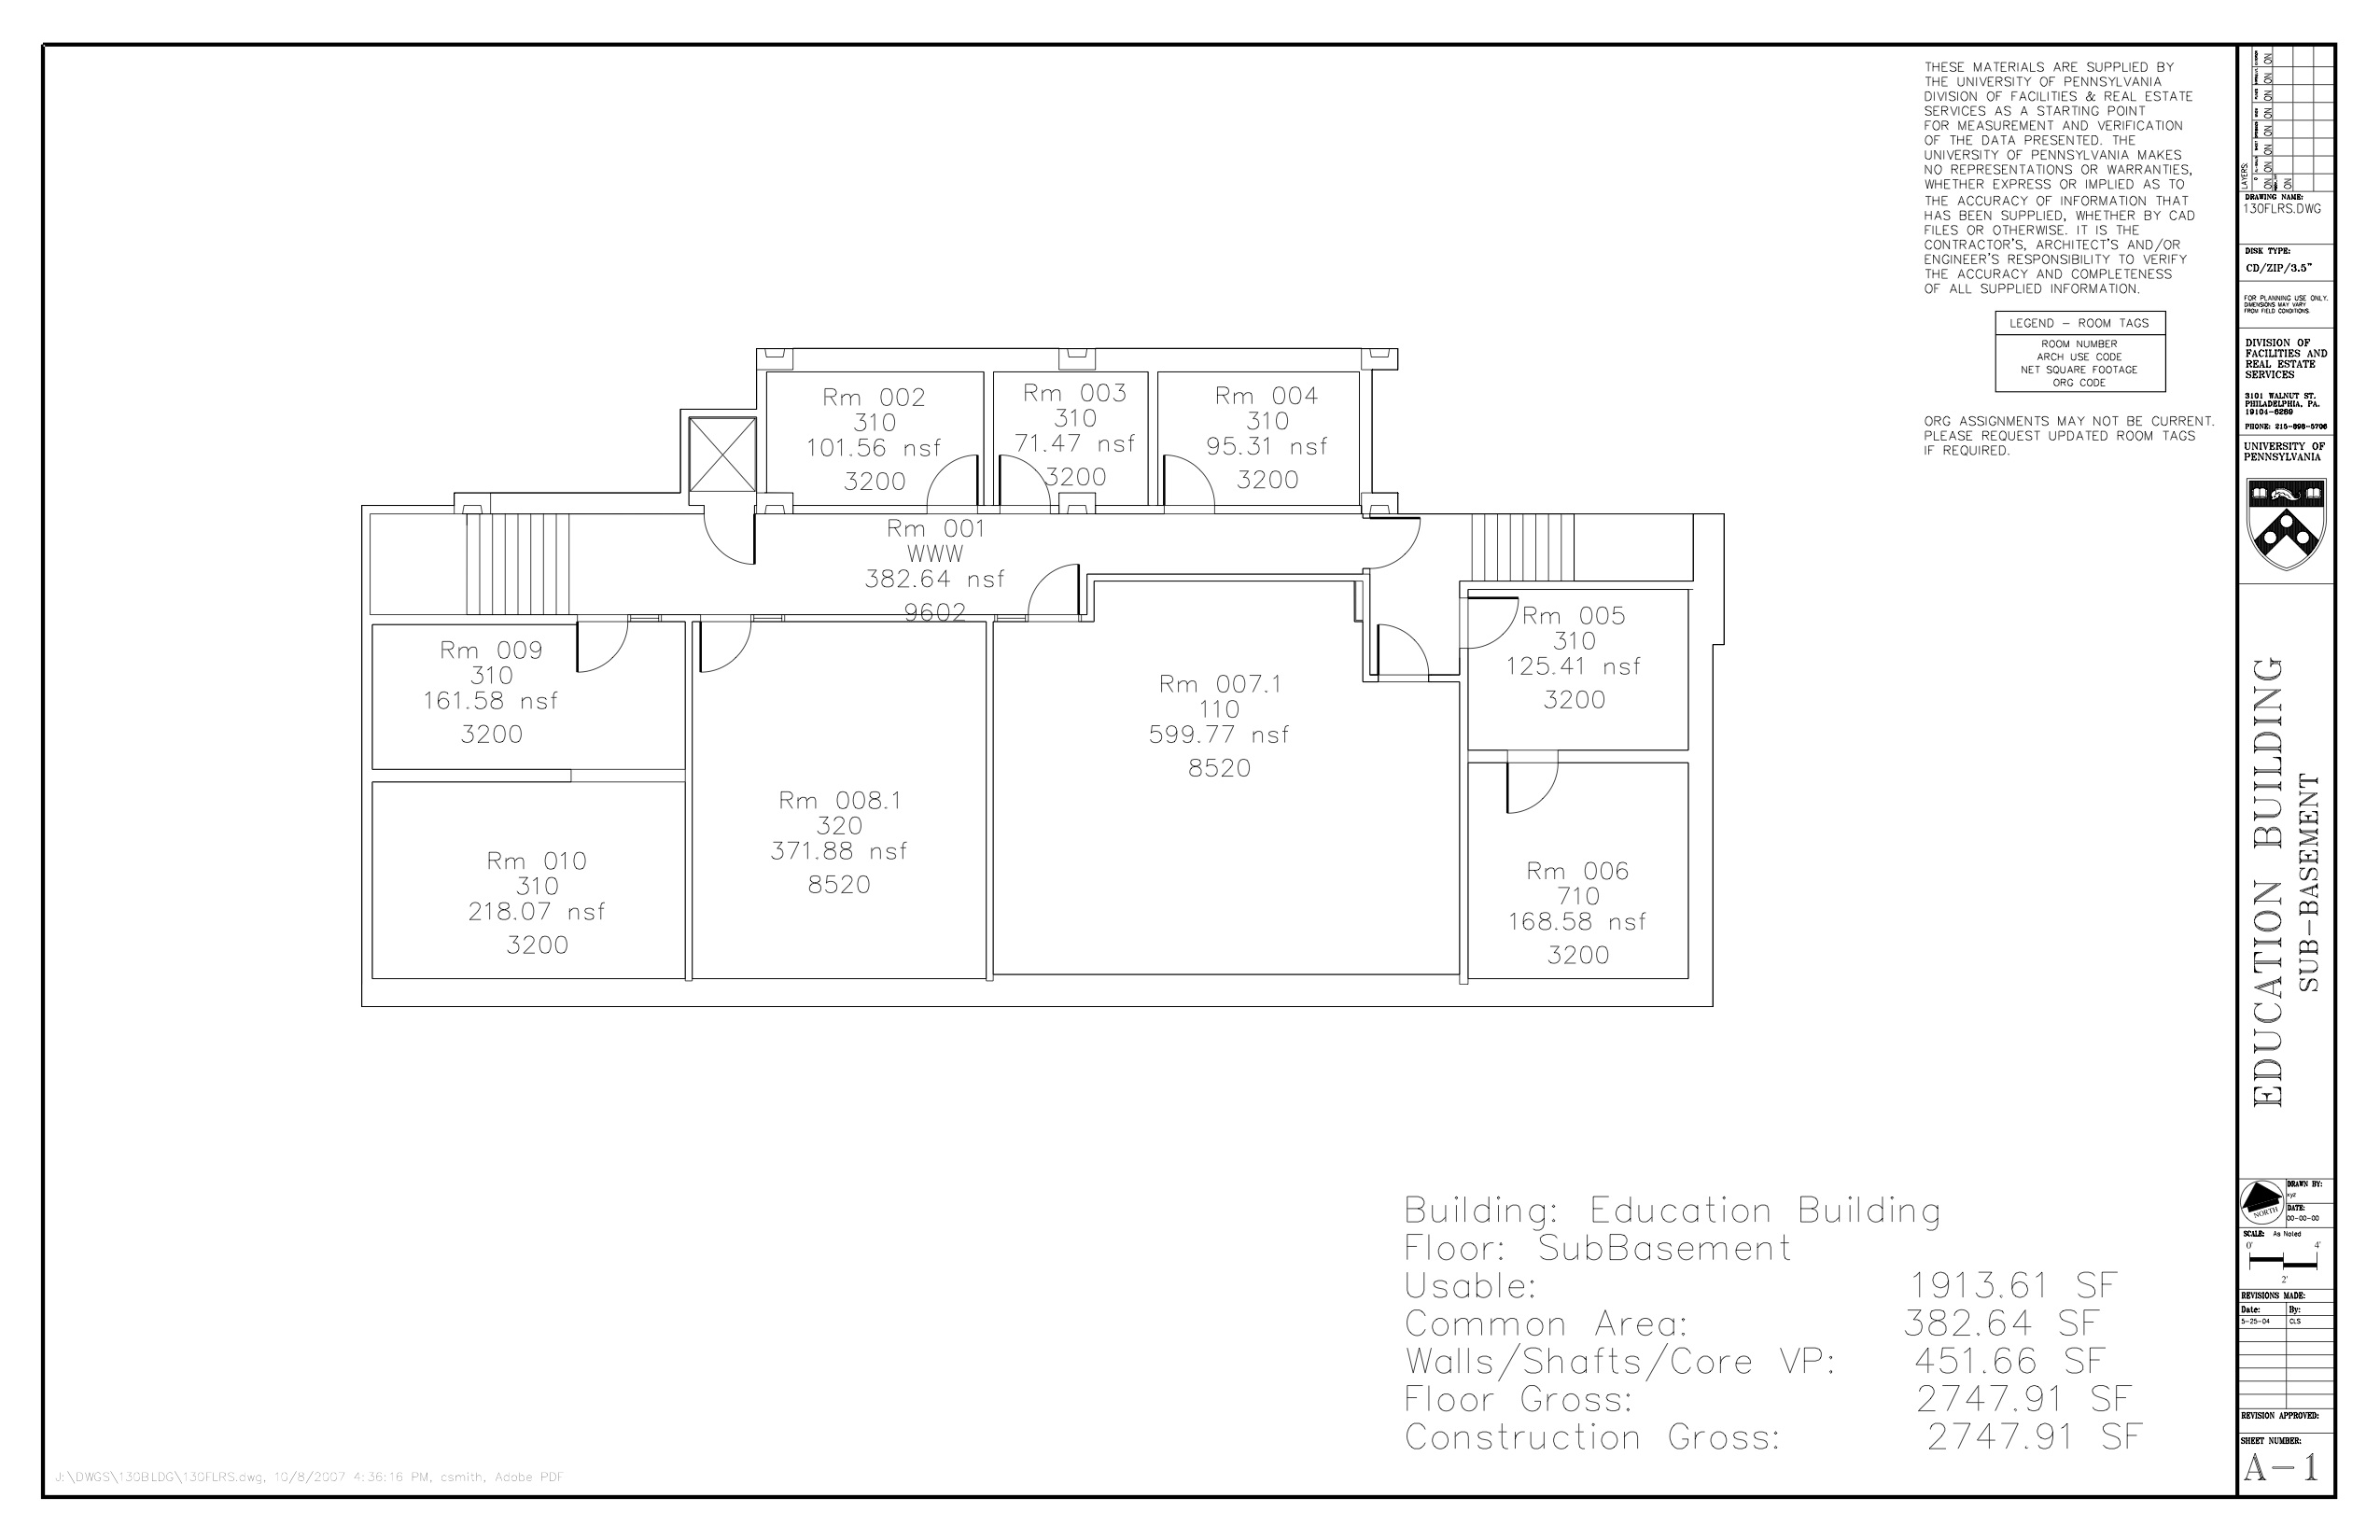 THESE MATERIALS ARE SUPPLIED BY
THE UNIVERSITY OF PENNSYLVANIA
DIVISION OF FACILITIES & REAL ESTATE
SERVICES AS A STARTING POINT
FOR MEASUREMENT AND VERIFICATION
OF THE DATA PRESENTED. THE
UNIVERSITY OF PENNSYLVANIA MAKES
NO REPRESENTATIONS OR WARRANTIES,
WHETHER EXPRESS OR IMPLIED AS TO
THE ACCURACY OF INFORMATION THAT
HAS BEEN SUPPLIED, WHETHER BY CAD
FILES OR OTHERWISE. IT IS THE
CONTRACTOR'S, ARCHITECT'S AND/OR
ENGINEER'S RESPONSIBILITY TO VERIFY
THE ACCURACY AND COMPLETENESS
OF ALL SUPPLIED INFORMATION.
LEGEND - ROOM TAGS
ROOM NUMBER
ARCH USE CODE
NET SQUARE FOOTAGE
ORG CODE
ORG ASSIGNMENTS MAY NOT BE CURRENT.
PLEASE REQUEST UPDATED ROOM TAGS
IF REQUIRED.
Rm 002
310
101.56 nsf
3200
Rm 003
310
71.47 nsf
3200
Rm 004
310
95.31 nsf
3200
Rm 001
WWW
382.64 nsf
9602
Rm 009
310
161.58 nsf
3200
Rm 010
310
218.07 nsf
3200
Rm 008.1
320
371.88 nsf
8520
Rm 007.1
110
599.77 nsf
8520
Rm 005
310
125.41 nsf
3200
Rm 006
710
168.58 nsf
3200
Building: Education Building
Floor: SubBasement
Usable: 1913.61 SF
Common Area: 382.64 SF
Walls/Shafts/Core VP: 451.66 SF
Floor Gross: 2747.91 SF
Construction Gross: 2747.91 SF
J:\DWGS\130BLDG\130FLRS.dwg, 10/8/2007 4:36:16 PM, csmith, Adobe PDF
LAYERS:
ON ON ON ON ON ON ON
ON
DRAWING NAME:
130FLRS.DWG
DISK TYPE:
CD/ZIP/3.5"
FOR PLANNING USE ONLY.
DIMENSIONS MAY VARY
FROM FIELD CONDITIONS.
DIVISION OF
FACILITIES AND
REAL ESTATE
SERVICES
3101 WALNUT ST.
PHILADELPHIA, PA.
19104-6289
PHONE: 215-898-5706
UNIVERSITY OF
PENNSYLVANIA
EDUCATION BUILDING
SUB-BASEMENT
NORTH
DRAWN BY:
xyz
DATE:
00-00-00
SCALE: As Noted
0' 4'
2'
REVISIONS MADE:
Date: By:
5-25-04 CLS
REVISION APPROVED:
SHEET NUMBER:
A-1